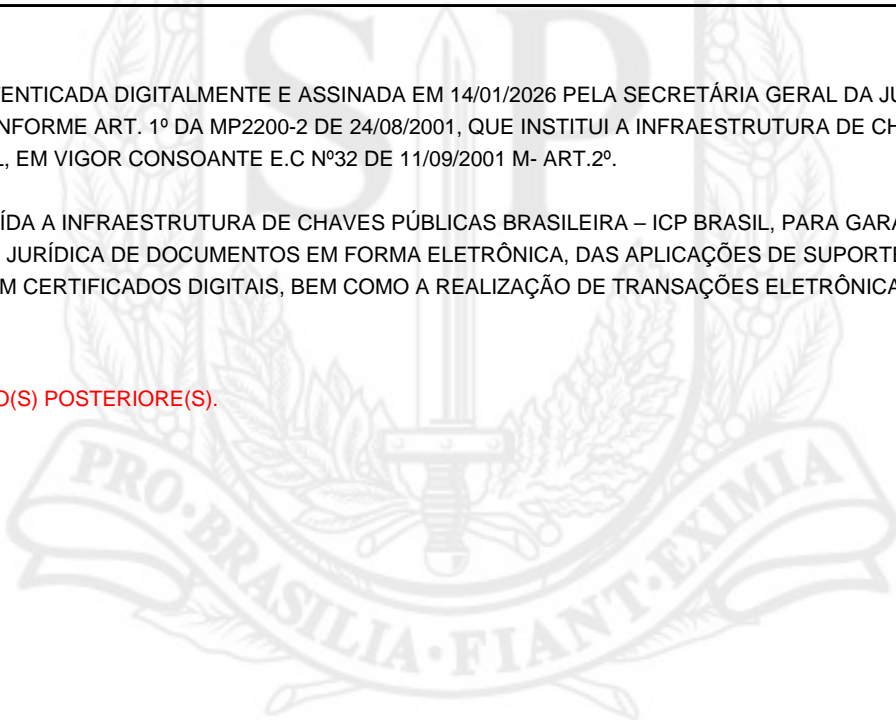 ENTICADA DIGITALMENTE E ASSINADA EM 14/01/2026 PELA SECRETÁRIA GERAL DA JU
NFORME ART. 1º DA MP2200-2 DE 24/08/2001, QUE INSTITUI A INFRAESTRUTURA DE CH
L, EM VIGOR CONSOANTE E.C Nº32 DE 11/09/2001 M- ART.2º.
ÍDA A INFRAESTRUTURA DE CHAVES PÚBLICAS BRASILEIRA – ICP BRASIL, PARA GARA
JURÍDICA DE DOCUMENTOS EM FORMA ELETRÔNICA, DAS APLICAÇÕES DE SUPORTE
M CERTIFICADOS DIGITAIS, BEM COMO A REALIZAÇÃO DE TRANSAÇÕES ELETRÔNICA
O(S) POSTERIORE(S).
SP
PRO·BRASILIA·FIANT·EXIMIA